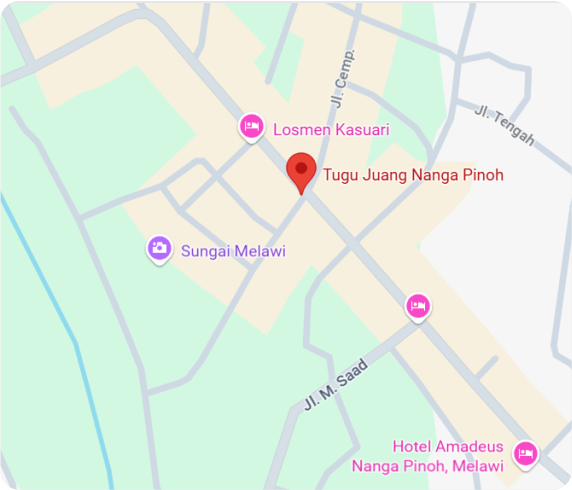 Jl. Cemp.
Jl. Tengah
Losmen Kasuari
Tugu Juang Nanga Pinoh
Sungai Melawi
Jl. M. Saad
Hotel Amadeus
Nanga Pinoh, Melawi